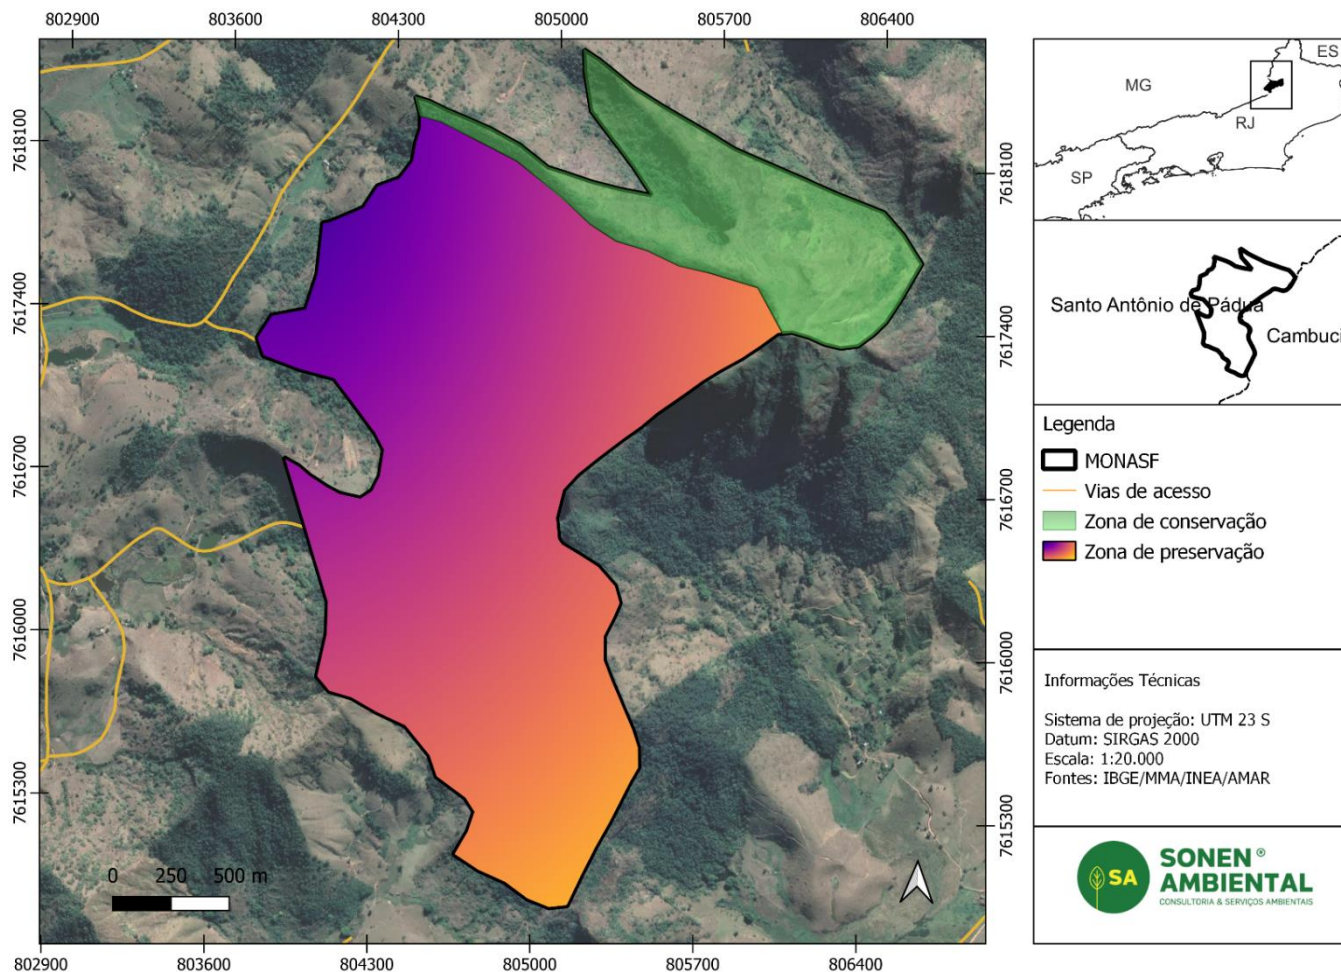 802900 803600 804300 805000 805700 806400
7618100
7617400
7616700
7616000
7615300
7618100
7617400
7616700
7616000
7615300
0 250 500 m
802900 803600 804300 805000 805700 806400
ES
MG
RJ
SP
Santo Antônio de Pádua
Cambuci
Legenda
MONASF
Vias de acesso
Zona de conservação
Zona de preservação
Informações Técnicas
Sistema de projeção: UTM 23 S
Datum: SIRGAS 2000
Escala: 1:20.000
Fontes: IBGE/MMA/INEA/AMAR
SA
SONEN®
AMBIENTAL
CONSULTORIA & SERVIÇOS AMBIENTAIS